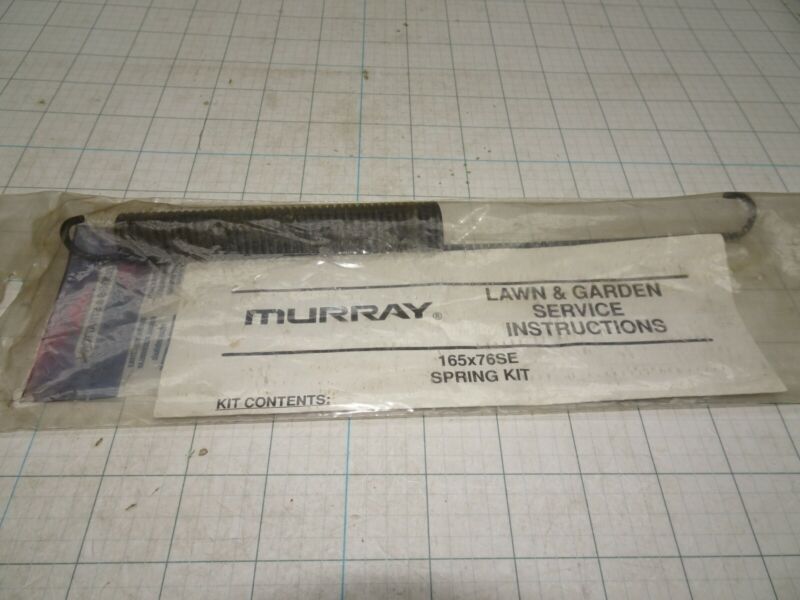 MURRAY®
LAWN & GARDEN
SERVICE
INSTRUCTIONS
165x76SE
SPRING KIT
KIT CONTENTS: